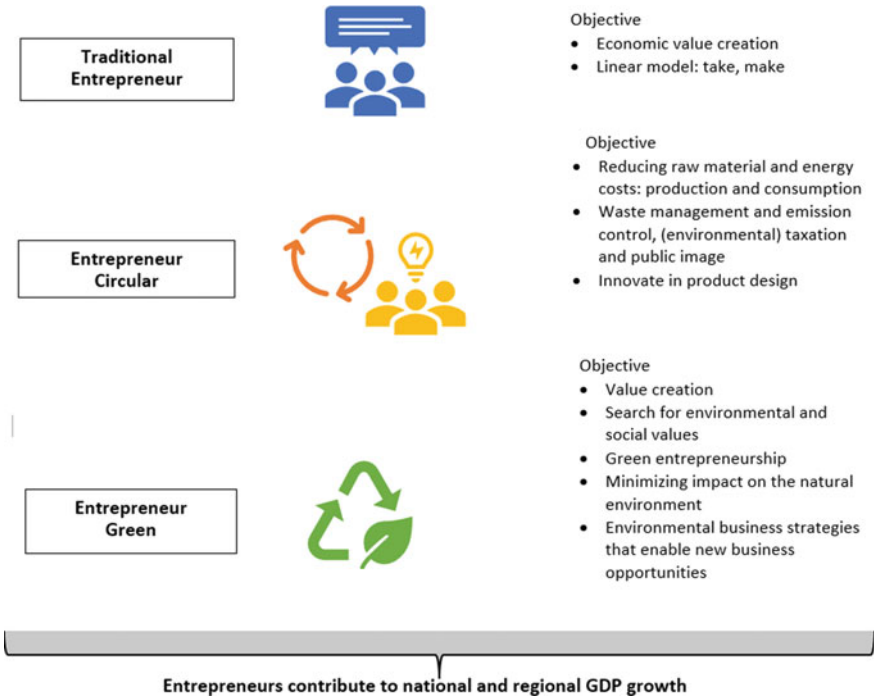 Traditional
Entrepreneur
Objective
• Economic value creation
• Linear model: take, make
Entrepreneur
Circular
Objective
• Reducing raw material and energy
costs: production and consumption
• Waste management and emission
control, (environmental) taxation
and public image
• Innovate in product design
Entrepreneur
Green
Objective
• Value creation
• Search for environmental and
social values
• Green entrepreneurship
• Minimizing impact on the natural
environment
• Environmental business strategies
that enable new business
opportunities
Entrepreneurs contribute to national and regional GDP growth